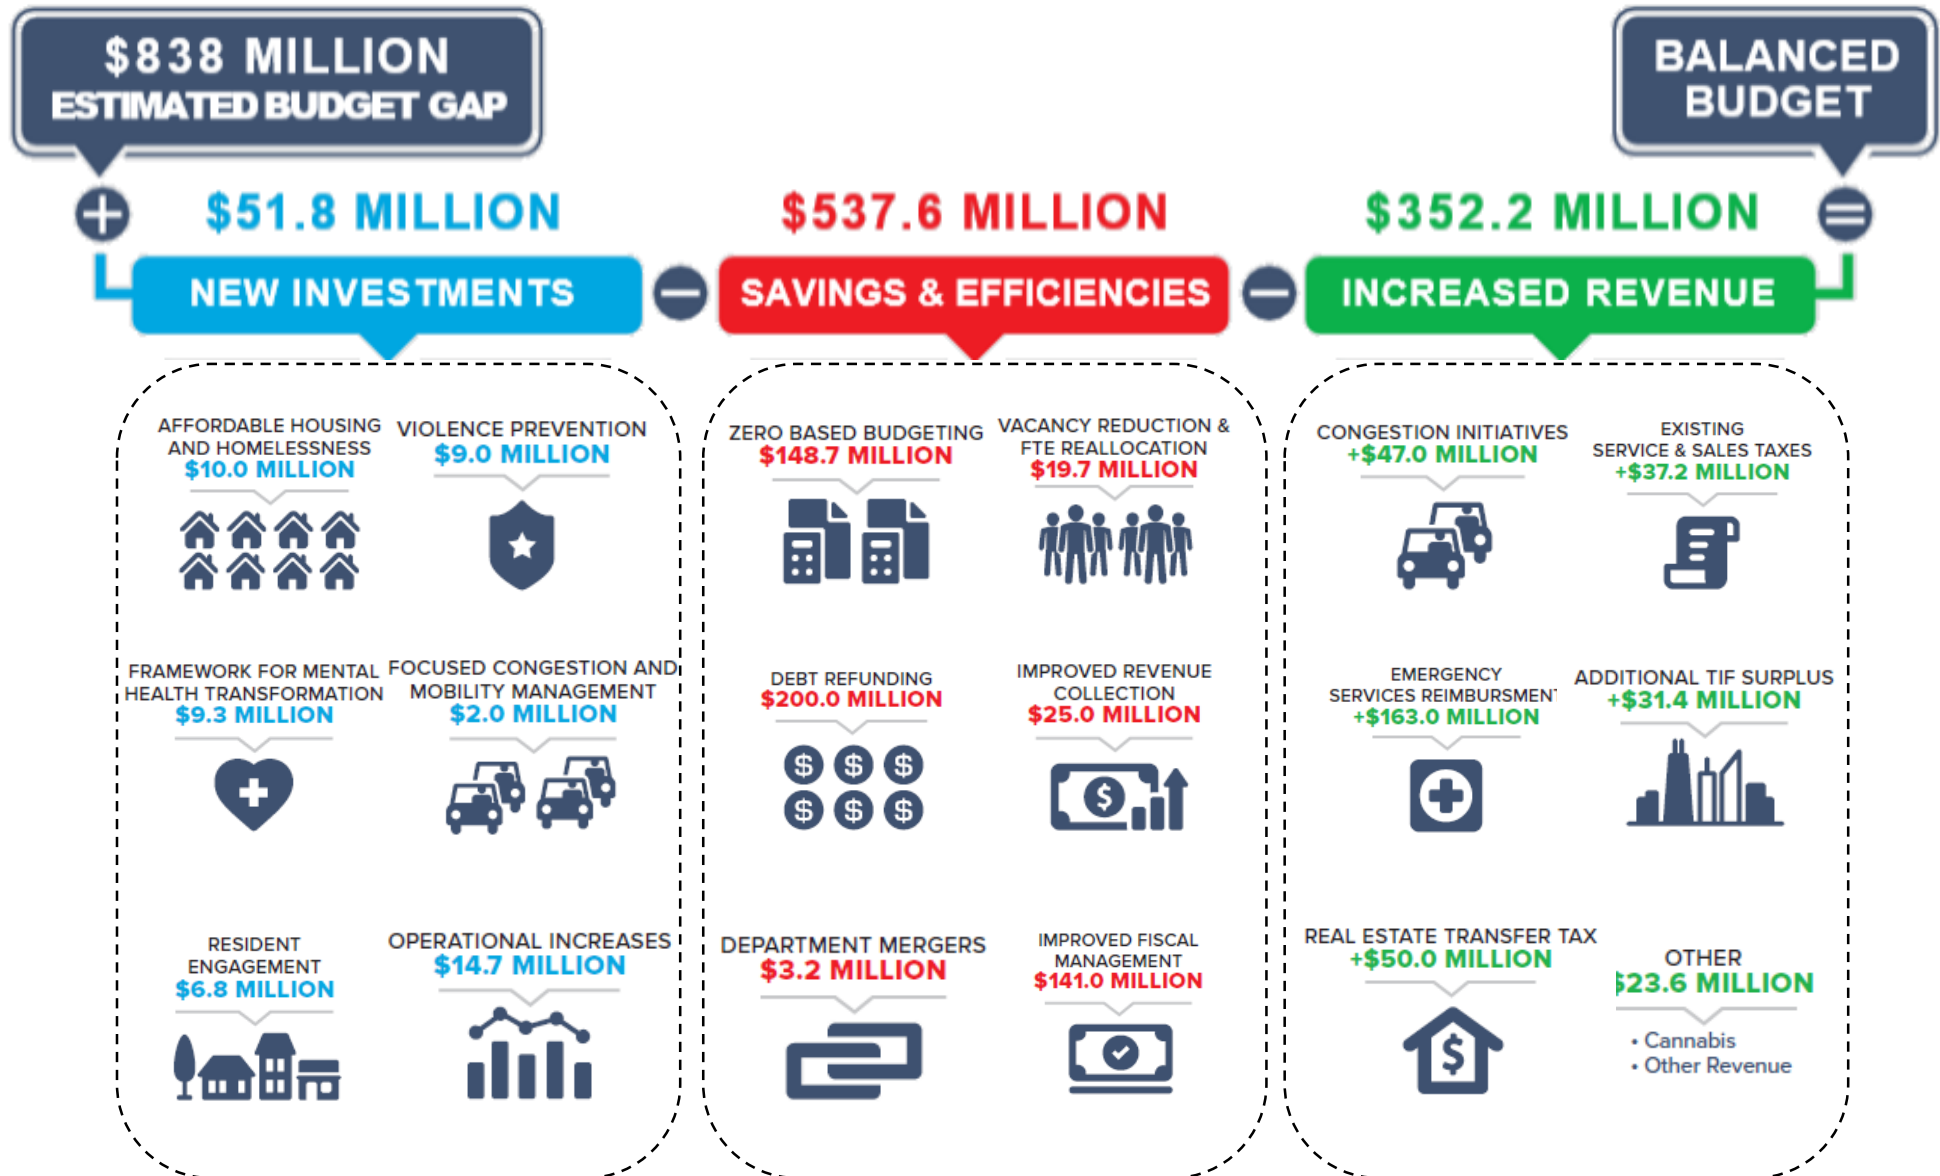 $838 MILLION
ESTIMATED BUDGET GAP
BALANCED
BUDGET
$51.8 MILLION
NEW INVESTMENTS
$537.6 MILLION
SAVINGS & EFFICIENCIES
$352.2 MILLION
INCREASED REVENUE
AFFORDABLE HOUSING
AND HOMELESSNESS
$10.0 MILLION
VIOLENCE PREVENTION
$9.0 MILLION
FRAMEWORK FOR MENTAL
HEALTH TRANSFORMATION
$9.3 MILLION
FOCUSED CONGESTION AND
MOBILITY MANAGEMENT
$2.0 MILLION
RESIDENT
ENGAGEMENT
$6.8 MILLION
OPERATIONAL INCREASES
$14.7 MILLION
ZERO BASED BUDGETING
$148.7 MILLION
VACANCY REDUCTION &
FTE REALLOCATION
$19.7 MILLION
DEBT REFUNDING
$200.0 MILLION
IMPROVED REVENUE
COLLECTION
$25.0 MILLION
DEPARTMENT MERGERS
$3.2 MILLION
IMPROVED FISCAL
MANAGEMENT
$141.0 MILLION
CONGESTION INITIATIVES
+$47.0 MILLION
EXISTING
SERVICE & SALES TAXES
+$37.2 MILLION
EMERGENCY
SERVICES REIMBURSMENT
+$163.0 MILLION
ADDITIONAL TIF SURPLUS
+$31.4 MILLION
REAL ESTATE TRANSFER TAX
+$50.0 MILLION
OTHER
$23.6 MILLION
• Cannabis
• Other Revenue